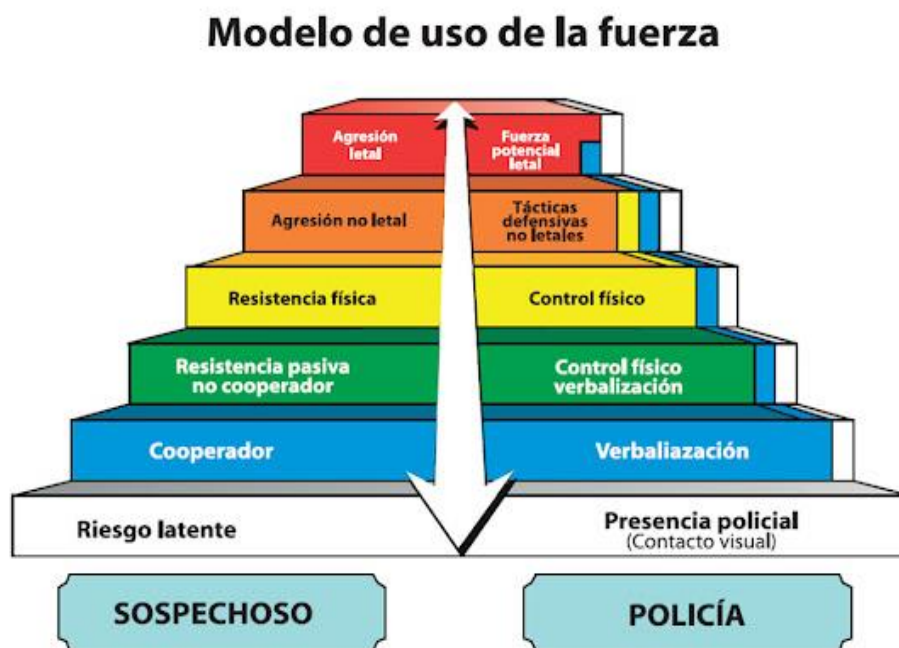 Modelo de uso de la fuerza
Agresión
letal
Fuerza
potencial
letal
Agresión no letal
Tácticas
defensivas
no letales
Resistencia física
Control físico
Resistencia pasiva
no cooperador
Control físico
verbalización
Cooperador
Verbaliazación
Riesgo latente
Presencia policial
(Contacto visual)
SOSPECHOSO
POLICÍA